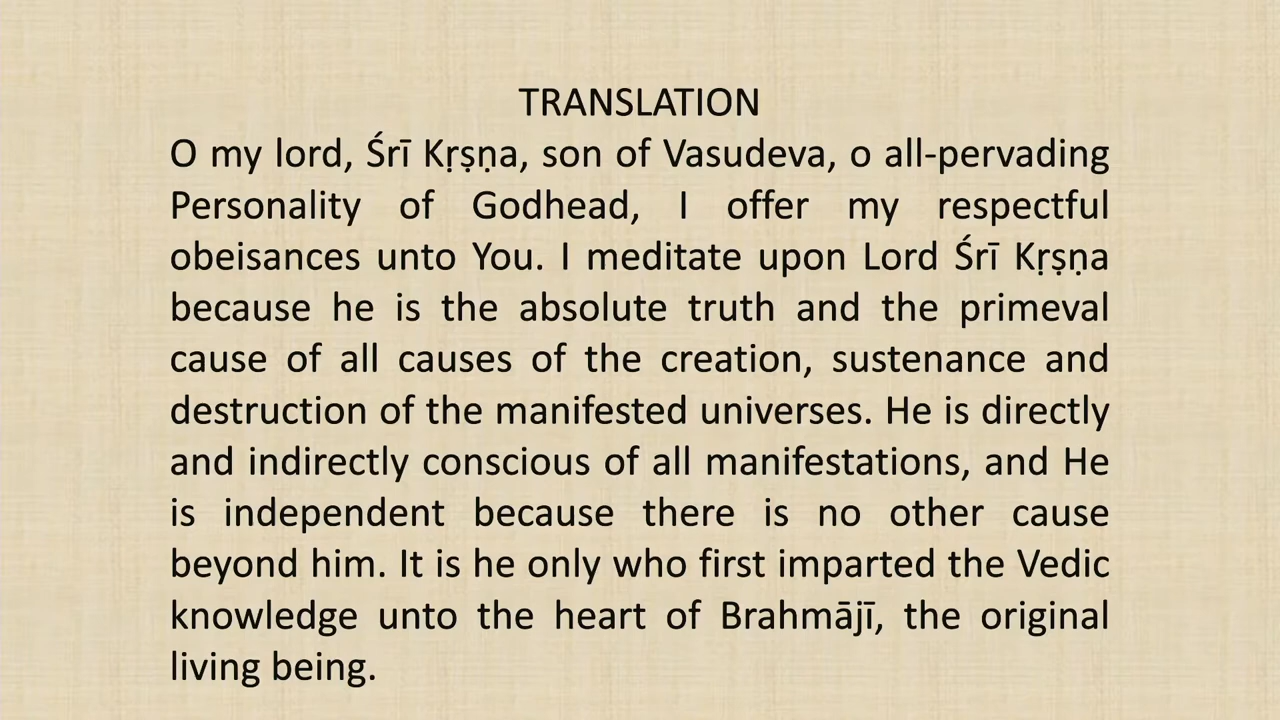 TRANSLATION
O my lord, Śrī Kṛṣṇa, son of Vasudeva, o all-pervading
Personality of Godhead, I offer my respectful
obeisances unto You. I meditate upon Lord Śrī Kṛṣṇa
because he is the absolute truth and the primeval
cause of all causes of the creation, sustenance and
destruction of the manifested universes. He is directly
and indirectly conscious of all manifestations, and He
is independent because there is no other cause
beyond him. It is he only who first imparted the Vedic
knowledge unto the heart of Brahmājī, the original
living being.